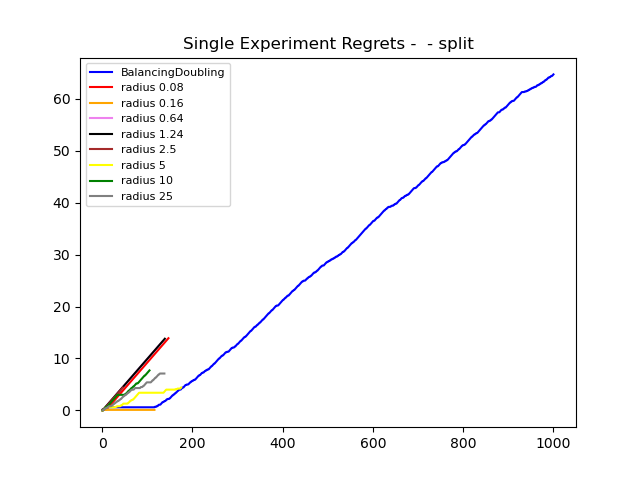 Single Experiment Regrets -  - split
BalancingDoubling
radius 0.08
radius 0.16
radius 0.64
radius 1.24
radius 2.5
radius 5
radius 10
radius 25
60
50
40
30
20
10
0
0 200 400 600 800 1000